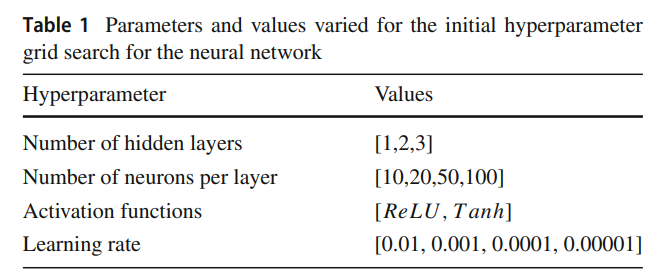 Table 1 Parameters and values varied for the initial hyperparameter
grid search for the neural network
Hyperparameter Values
Number of hidden layers [1,2,3]
Number of neurons per layer [10,20,50,100]
Activation functions [ReLU, Tanh]
Learning rate [0.01, 0.001, 0.0001, 0.00001]